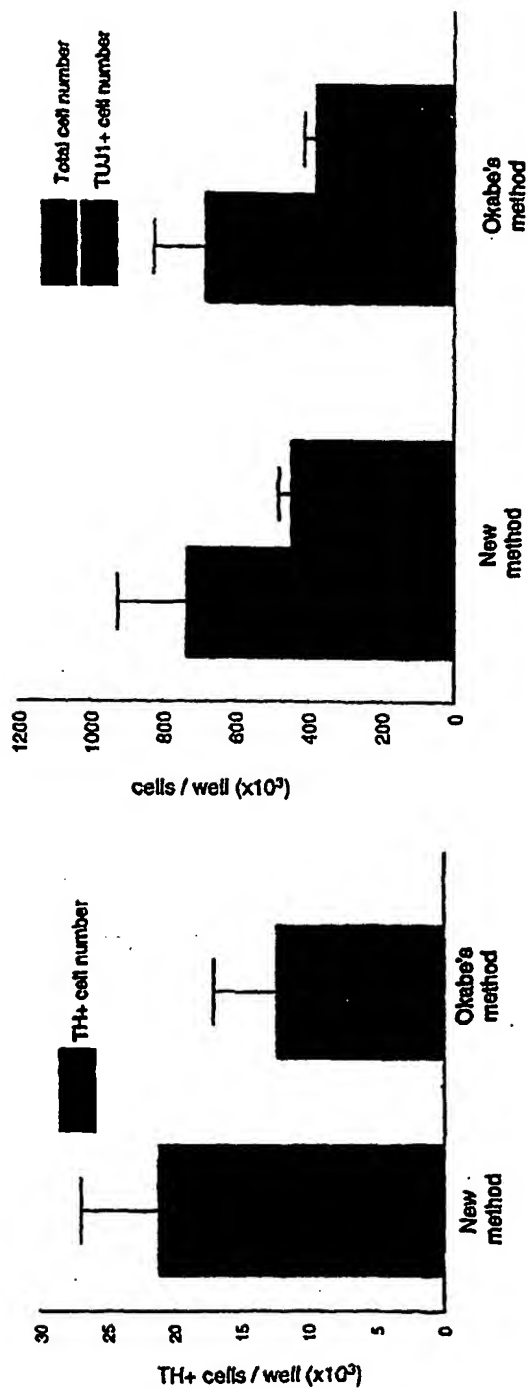 Total cell number
TUJ1+ cell number
cells / well (x10³)
1200
1000
800
600
400
200
0
New
method
Okabe's
method
TH+ cell number
TH+ cells / well (x10³)
30
25
20
15
10
5
0
New
method
Okabe's
method